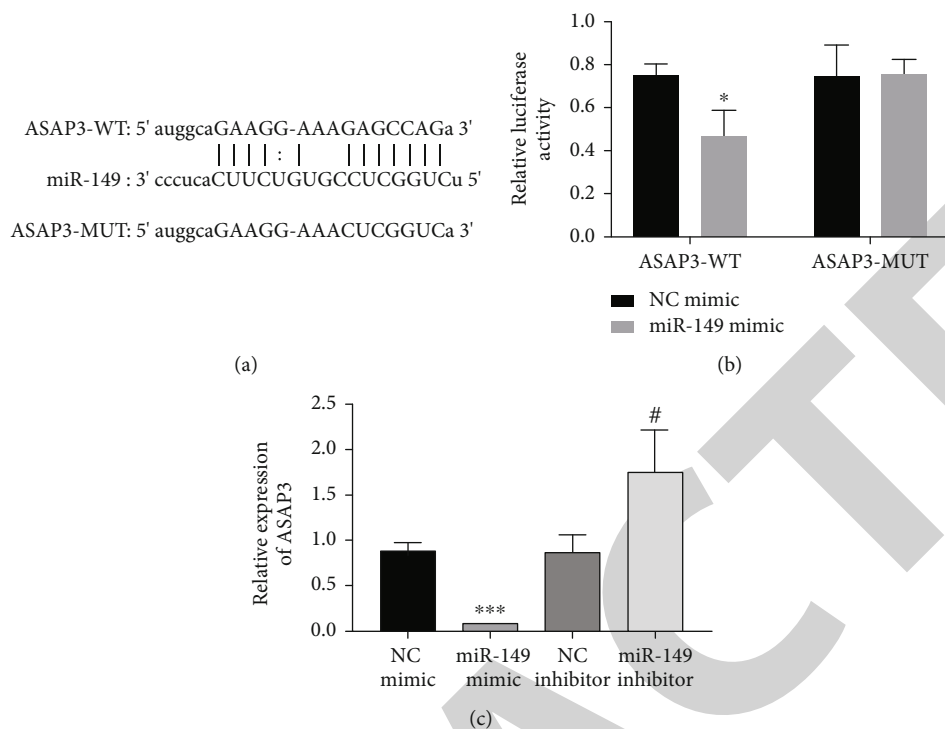 ASAP3-WT: 5' auggcaGAAGG-AAAGAGCCAGa 3'
miR-149 : 3' cccucaCUUCUGUGCCUCGGUCu 5'
ASAP3-MUT: 5' auggcaGAAGG-AAACUCGGUCa 3'
(a)
Relative luciferase
activity
1.0
0.8
0.6
0.4
0.2
0.0
*
ASAP3-WT
ASAP3-MUT
NC mimic
miR-149 mimic
(b)
Relative expression
of ASAP3
2.5
2.0
1.5
1.0
0.5
0.0
***
#
NC
mimic
miR-149
mimic
NC
inhibitor
miR-149
inhibitor
(c)